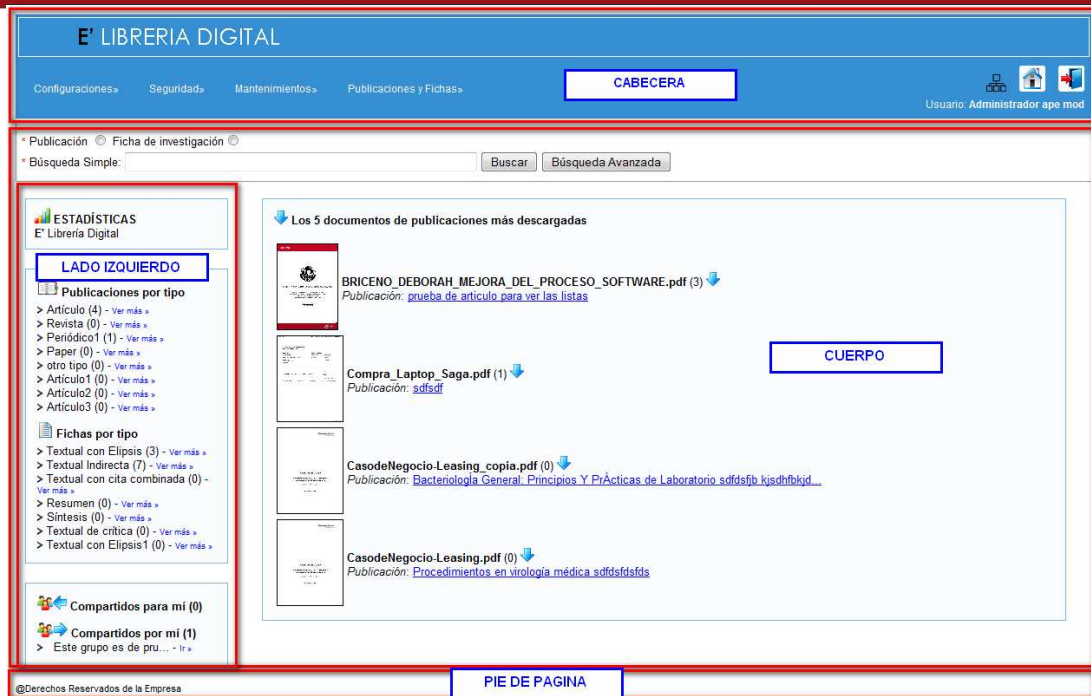 E' LIBRERIA DIGITAL
Configuraciones» Seguridad» Mantenimientos» Publicaciones y Fichas»
CABECERA
Usuario: Administrador ape mod
* Publicación Ficha de investigación
* Búsqueda Simple: Buscar Búsqueda Avanzada
ESTADÍSTICAS
E' Librería Digital
LADO IZQUIERDO
Publicaciones por tipo
> Artículo (4) - Ver más »
> Revista (0) - Ver más »
> Periódico1 (1) - Ver más »
> Paper (0) - Ver más »
> otro tipo (0) - Ver más »
> Artículo1 (0) - Ver más »
> Artículo2 (0) - Ver más »
> Artículo3 (0) - Ver más »
Fichas por tipo
> Textual con Elipsis (3) - Ver más »
> Textual Indirecta (7) - Ver más »
> Textual con cita combinada (0) -
Ver más »
> Resumen (0) - Ver más »
> Síntesis (0) - Ver más »
> Textual de crítica (0) - Ver más »
> Textual con Elipsis1 (0) - Ver más »
Compartidos para mí (0)
Compartidos por mí (1)
> Este grupo es de pru... - Ir »
Los 5 documentos de publicaciones más descargadas
BRICENO_DEBORAH_MEJORA_DEL_PROCESO_SOFTWARE.pdf (3)
Publicación: prueba de articulo para ver las listas
CUERPO
Compra_Laptop_Saga.pdf (1)
Publicación: sdfsdf
CasodeNegocio-Leasing_copia.pdf (0)
Publicación: BacteriologÍa General: Principios Y PrÁcticas de Laboratorio sdfdsfjb kjsdhfbkjd...
CasodeNegocio-Leasing.pdf (0)
Publicación: Procedimientos en virología médica sdfdsfdsfds
PIE DE PAGINA
@Derechos Reservados de la Empresa